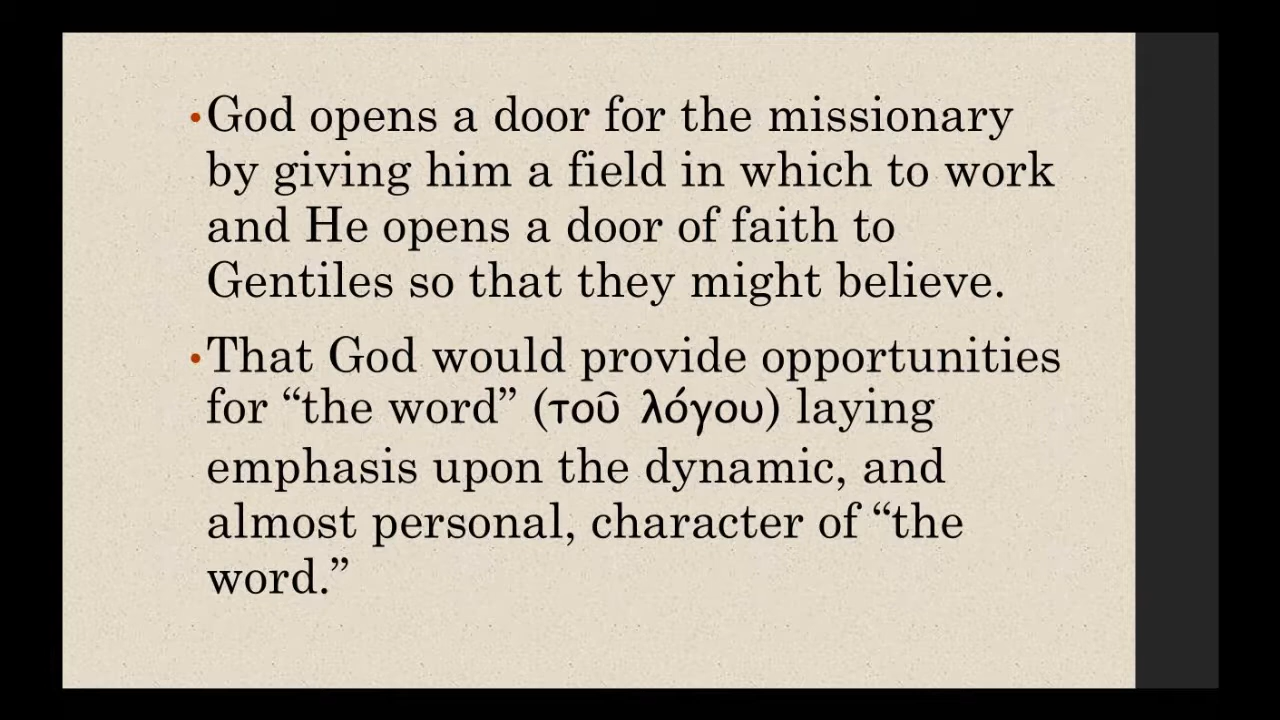 •God opens a door for the missionary
by giving him a field in which to work
and He opens a door of faith to
Gentiles so that they might believe.
•That God would provide opportunities
for “the word” (τοῦ λόγου) laying
emphasis upon the dynamic, and
almost personal, character of “the
word.”